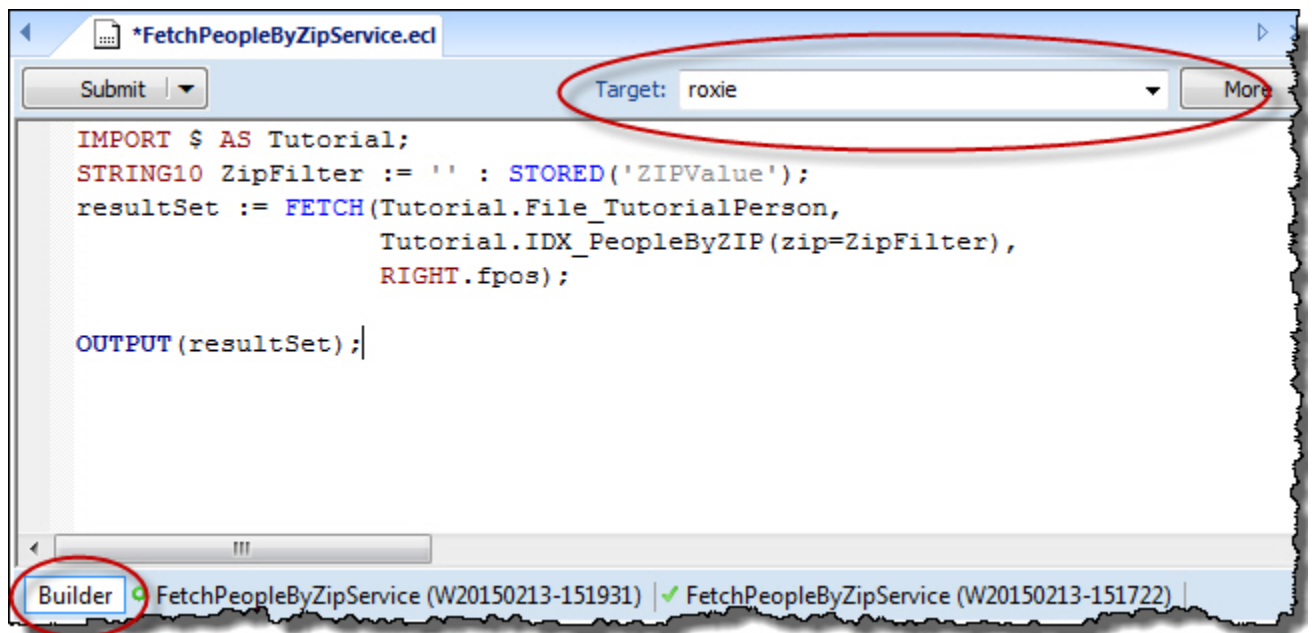 *FetchPeopleByZipService.ecl
Submit
Target: roxie
More
IMPORT $ AS Tutorial;
STRING10 ZipFilter := '' : STORED('ZIPValue');
resultSet := FETCH(Tutorial.File_TutorialPerson,
Tutorial.IDX_PeopleByZIP(zip=ZipFilter),
RIGHT.fpos);
OUTPUT(resultSet);
Builder FetchPeopleByZipService (W20150213-151931) FetchPeopleByZipService (W20150213-151722)